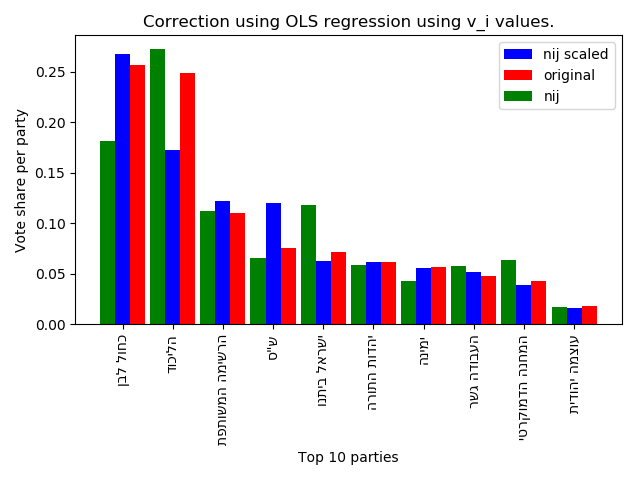 Correction using OLS regression using v_i values.
nij scaled
original
nij
Vote share per party
0.25
0.20
0.15
0.10
0.05
0.00
כחול לבן
הליכוד
הרשימה המשותפת
ש"ס
ישראל ביתנו
יהדות התורה
ימינה
העבודה גשר
המחנה הדמוקרטי
עוצמה יהודית
Top 10 parties